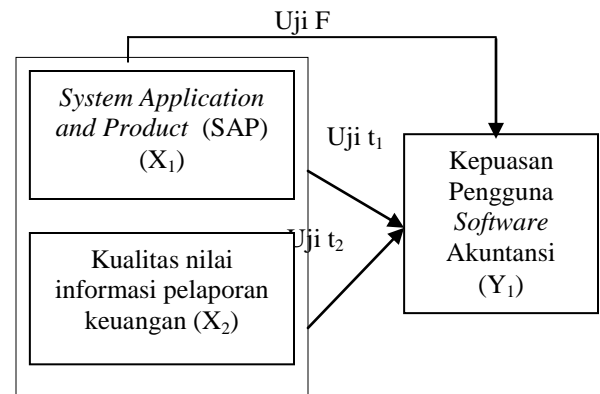 Uji F
System Application
and Product (SAP)
(X₁)
Uji t₁
Kepuasan
Pengguna
Software
Akuntansi
(Y₁)
Uji t₂
Kualitas nilai
informasi pelaporan
keuangan (X₂)